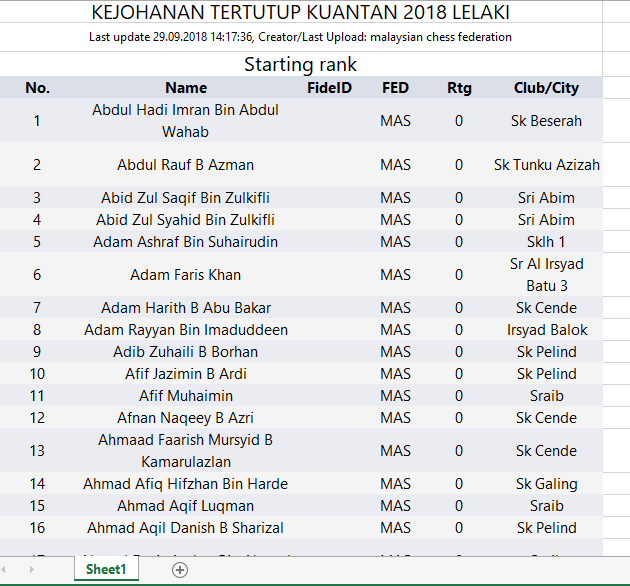 KEJOHANAN TERTUTUP KUANTAN 2018 LELAKI
Last update 29.09.2018 14:17:36, Creator/Last Upload: malaysian chess federation
Starting rank
No. Name FideID FED Rtg Club/City
1 Abdul Hadi Imran Bin Abdul Wahab MAS 0 Sk Beserah
2 Abdul Rauf B Azman MAS 0 Sk Tunku Azizah
3 Abid Zul Saqif Bin Zulkifli MAS 0 Sri Abim
4 Abid Zul Syahid Bin Zulkifli MAS 0 Sri Abim
5 Adam Ashraf Bin Suhairudin MAS 0 Sklh 1
6 Adam Faris Khan MAS 0 Sr Al Irsyad Batu 3
7 Adam Harith B Abu Bakar MAS 0 Sk Cende
8 Adam Rayyan Bin Imaduddeen MAS 0 Irsyad Balok
9 Adib Zuhaili B Borhan MAS 0 Sk Pelind
10 Afif Jazimin B Ardi MAS 0 Sk Pelind
11 Afif Muhaimin MAS 0 Sraib
12 Afnan Naqeey B Azri MAS 0 Sk Cende
13 Ahmaad Faarish Mursyid B Kamarulazlan MAS 0 Sk Cende
14 Ahmad Afiq Hifzhan Bin Harde MAS 0 Sk Galing
15 Ahmad Aqif Luqman MAS 0 Sraib
16 Ahmad Aqil Danish B Sharizal MAS 0 Sk Pelind
Sheet1